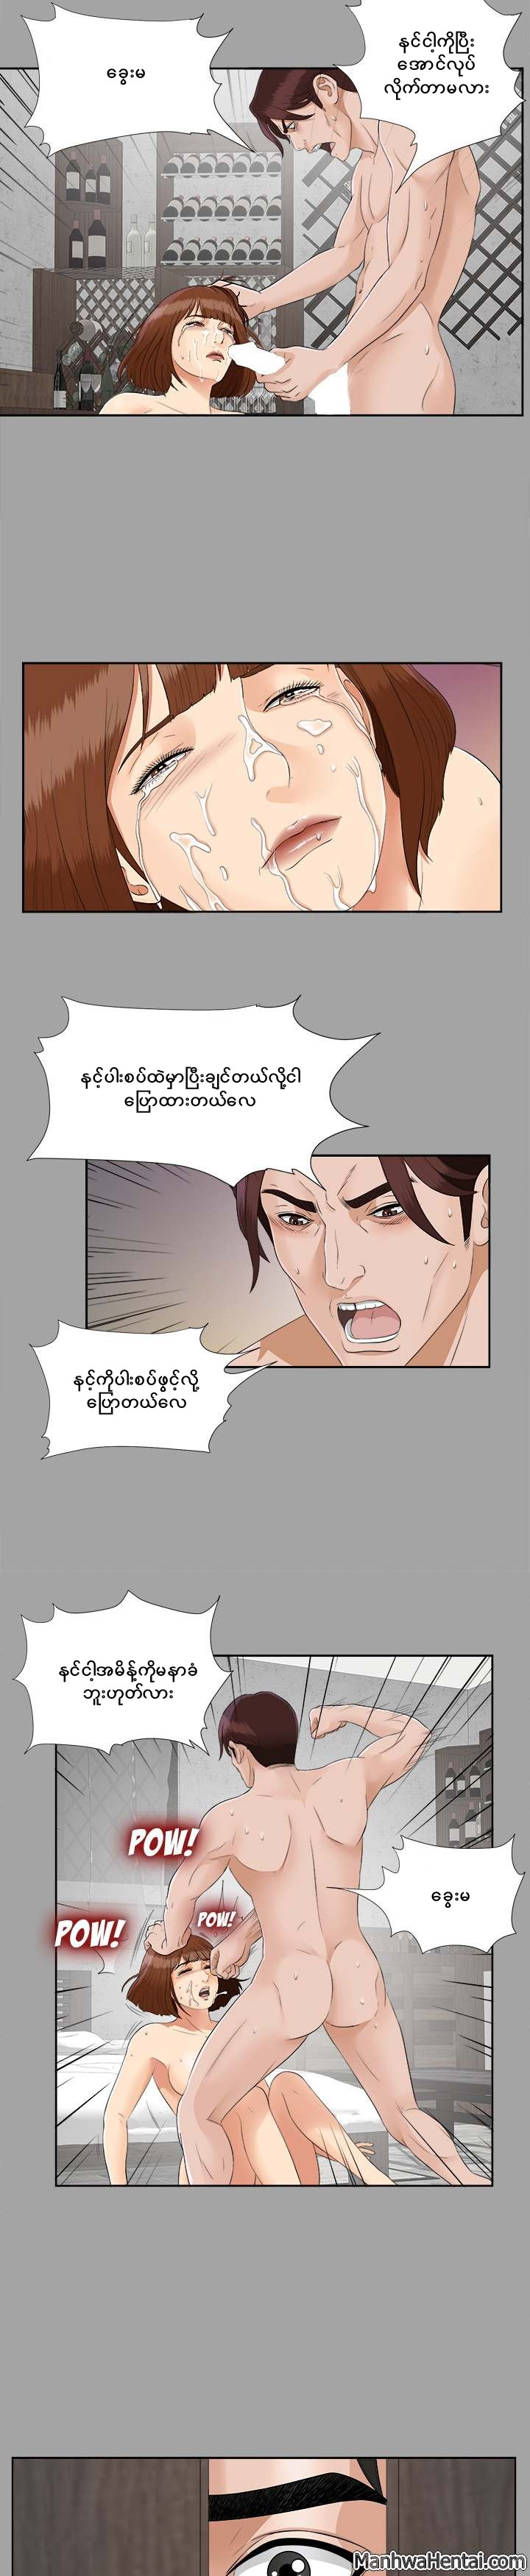 ခွေးမ
နင်ငါ့ကိုပြီး
အောင်လုပ်
လိုက်တာမလား
နင့်ပါးစပ်ထဲမှာပြီးချင်တယ်လို့ငါ
ပြောထားတယ်လေ
နင့်ကိုပါးစပ်ဖွင့်လို့
ပြောတယ်လေ
နင်ငါ့အမိန့်ကိုမနာခံ
ဘူးဟုတ်လား
POW!
POW!
POW!
ခွေးမ
ManhwaHentai.com